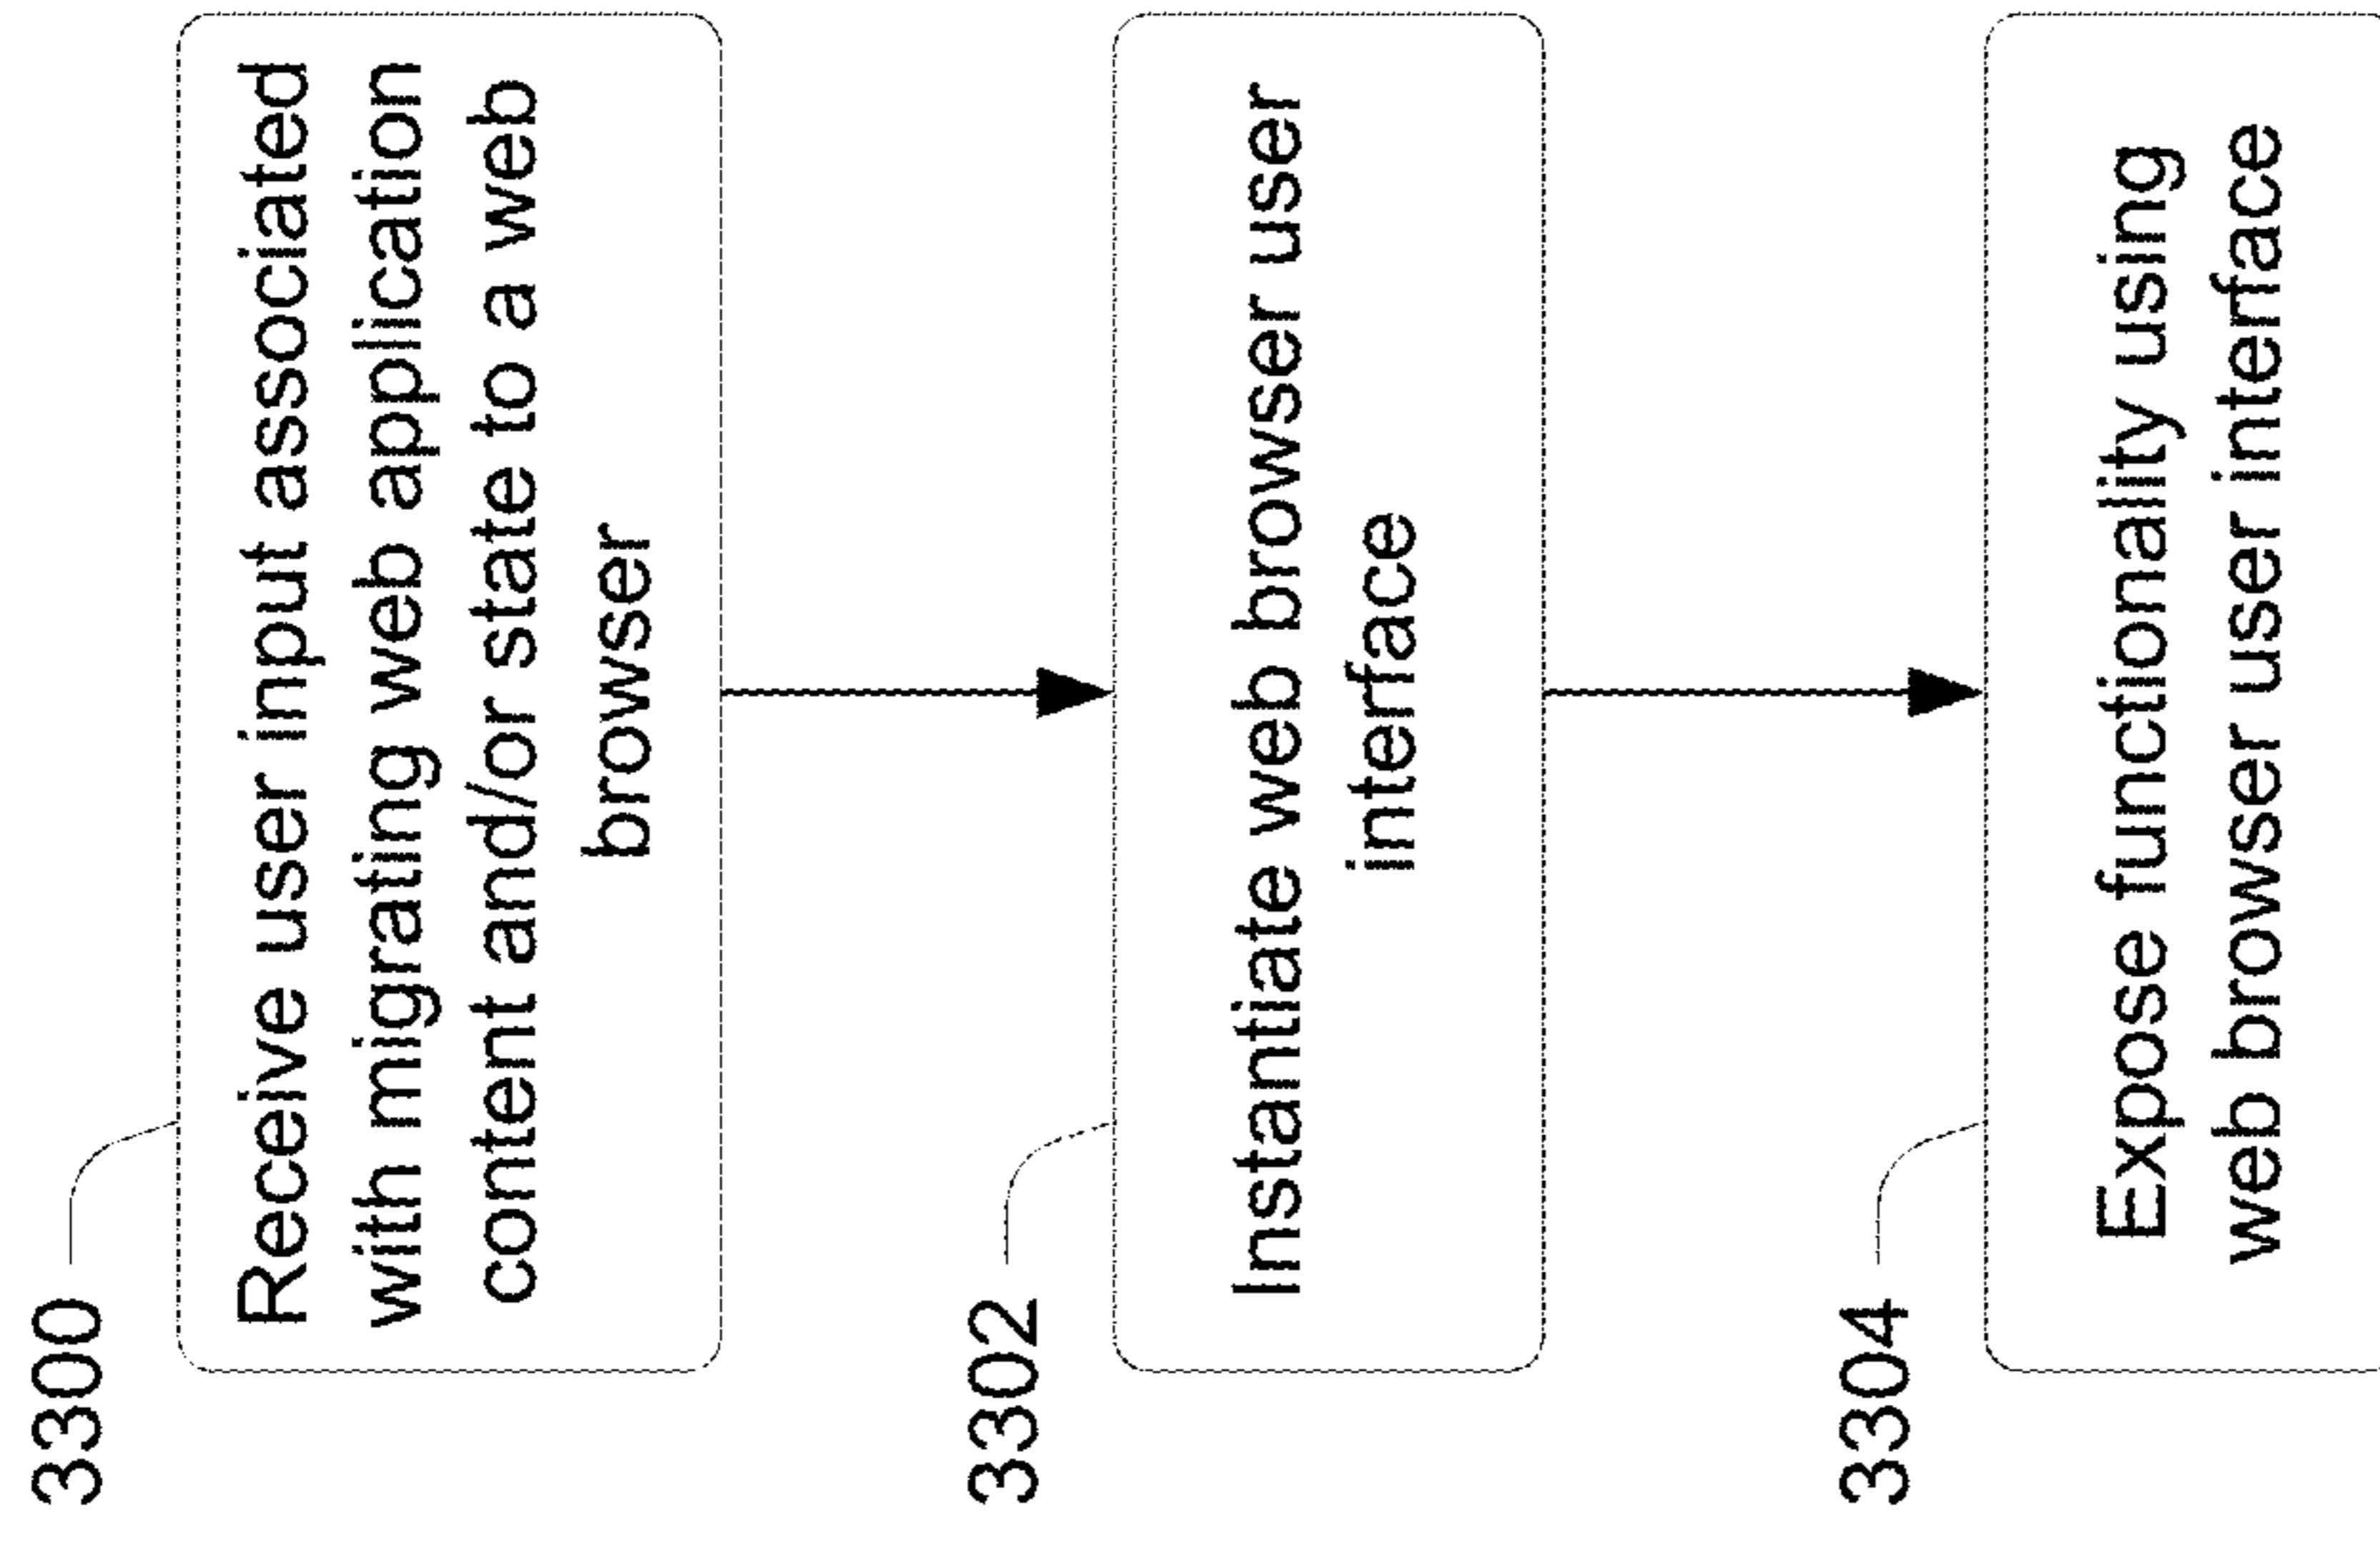 3300
Receive user input associated
with migrating web application
content and/or state to a web
browser
3302
Instantiate web browser user
interface
3304
Expose functionality using
web browser user interface